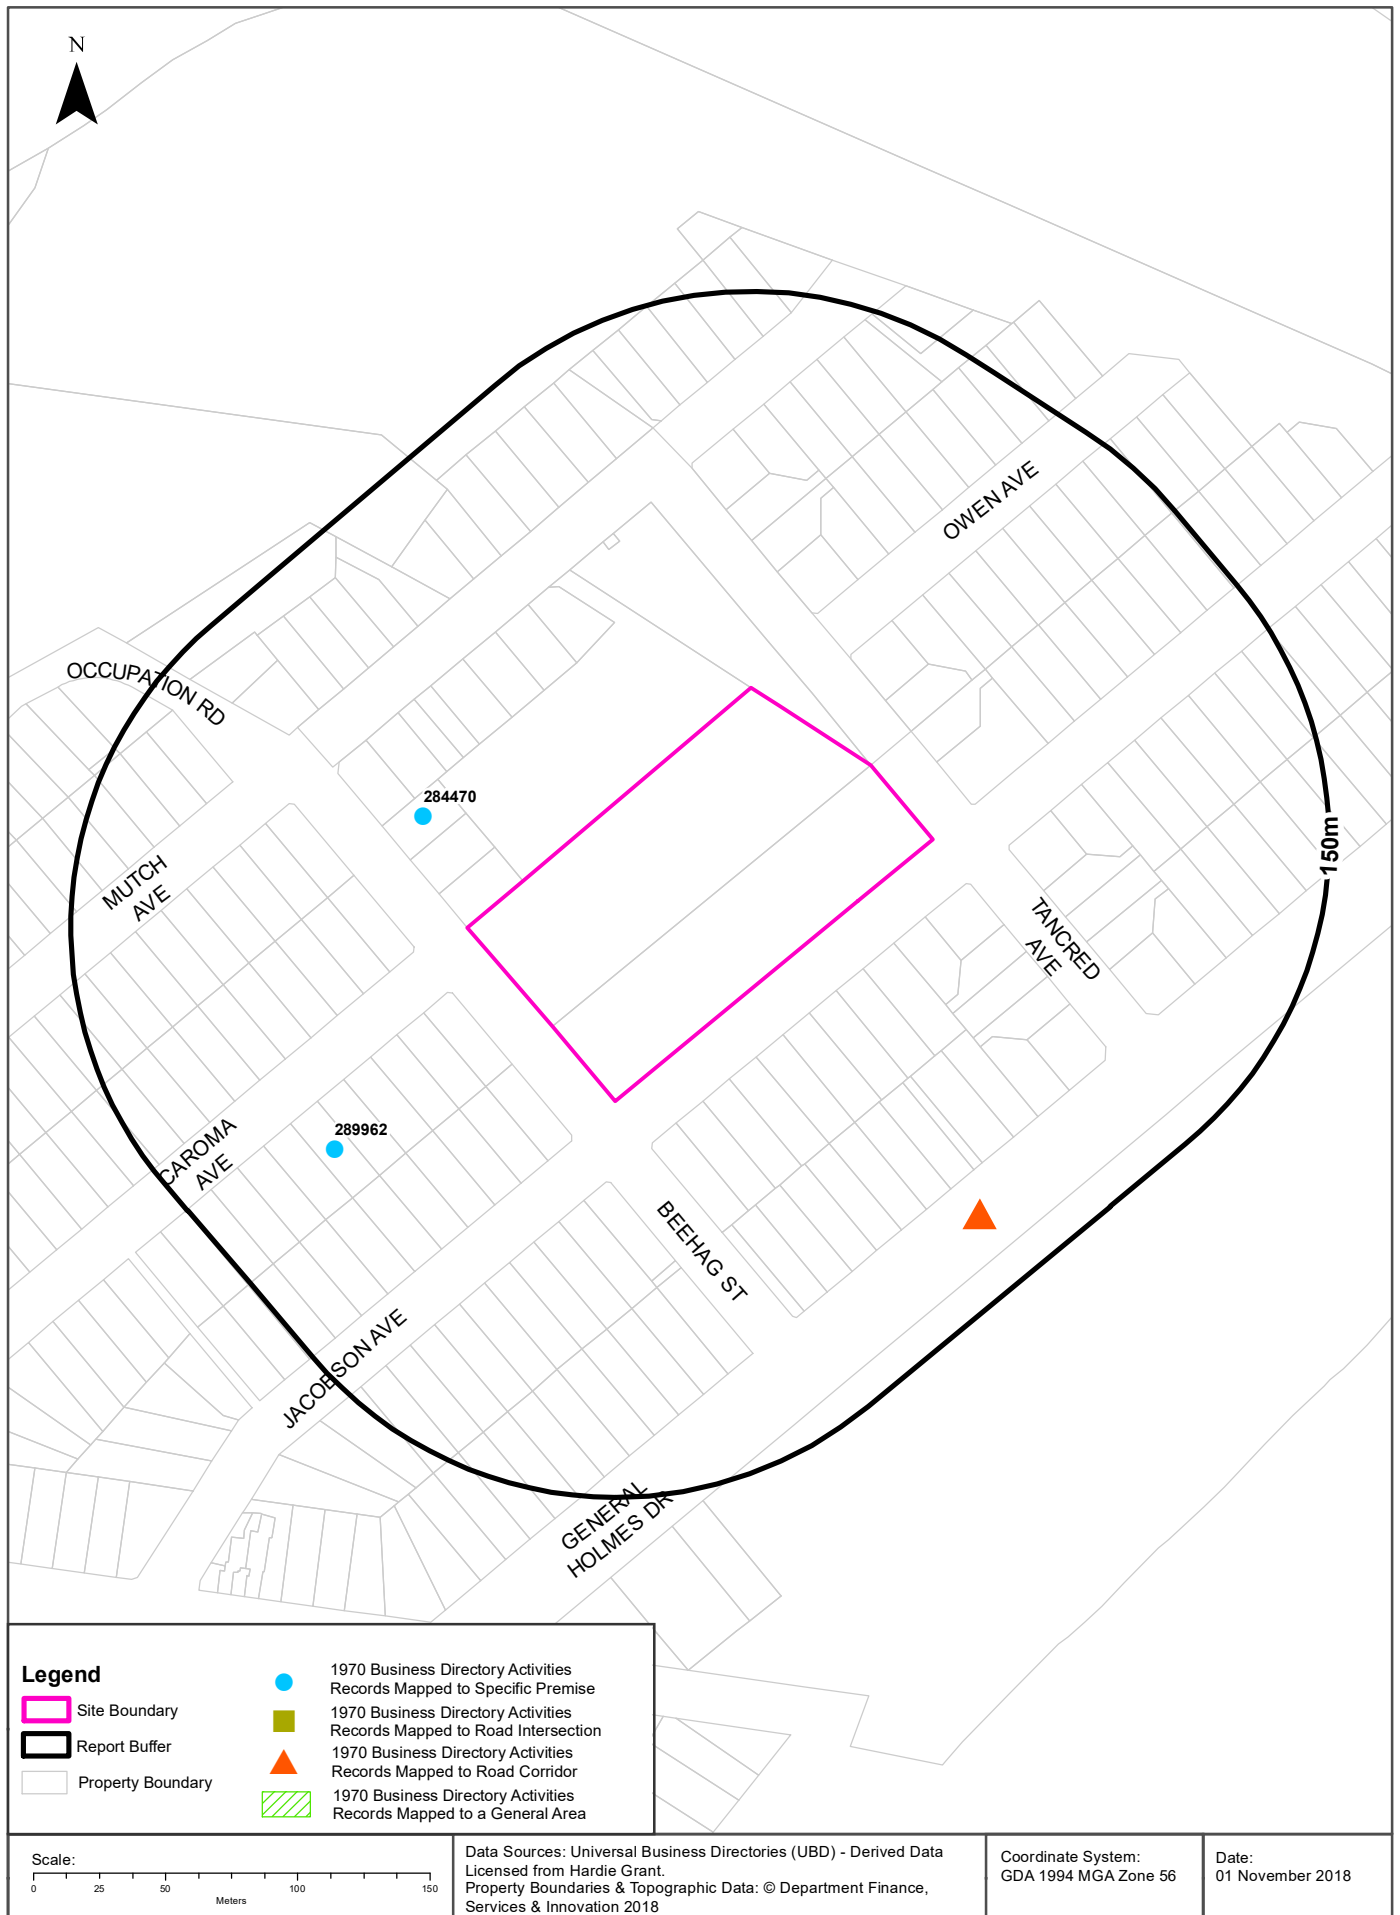 N
OWEN AVE
OCCUPATION RD
284470
MUTCH
AVE
150m
TANCRED
AVE
289962
CAROMA
AVE
BEEHAG ST
JACOBSON AVE
GENERAL
HOLMES DR
Legend
Site Boundary
Report Buffer
Property Boundary
1970 Business Directory Activities
Records Mapped to Specific Premise
1970 Business Directory Activities
Records Mapped to Road Intersection
1970 Business Directory Activities
Records Mapped to Road Corridor
1970 Business Directory Activities
Records Mapped to a General Area
Scale:
0 25 50 100 150
Meters
Data Sources: Universal Business Directories (UBD) - Derived Data
Licensed from Hardie Grant.
Property Boundaries & Topographic Data: © Department Finance,
Services & Innovation 2018
Coordinate System:
GDA 1994 MGA Zone 56
Date:
01 November 2018